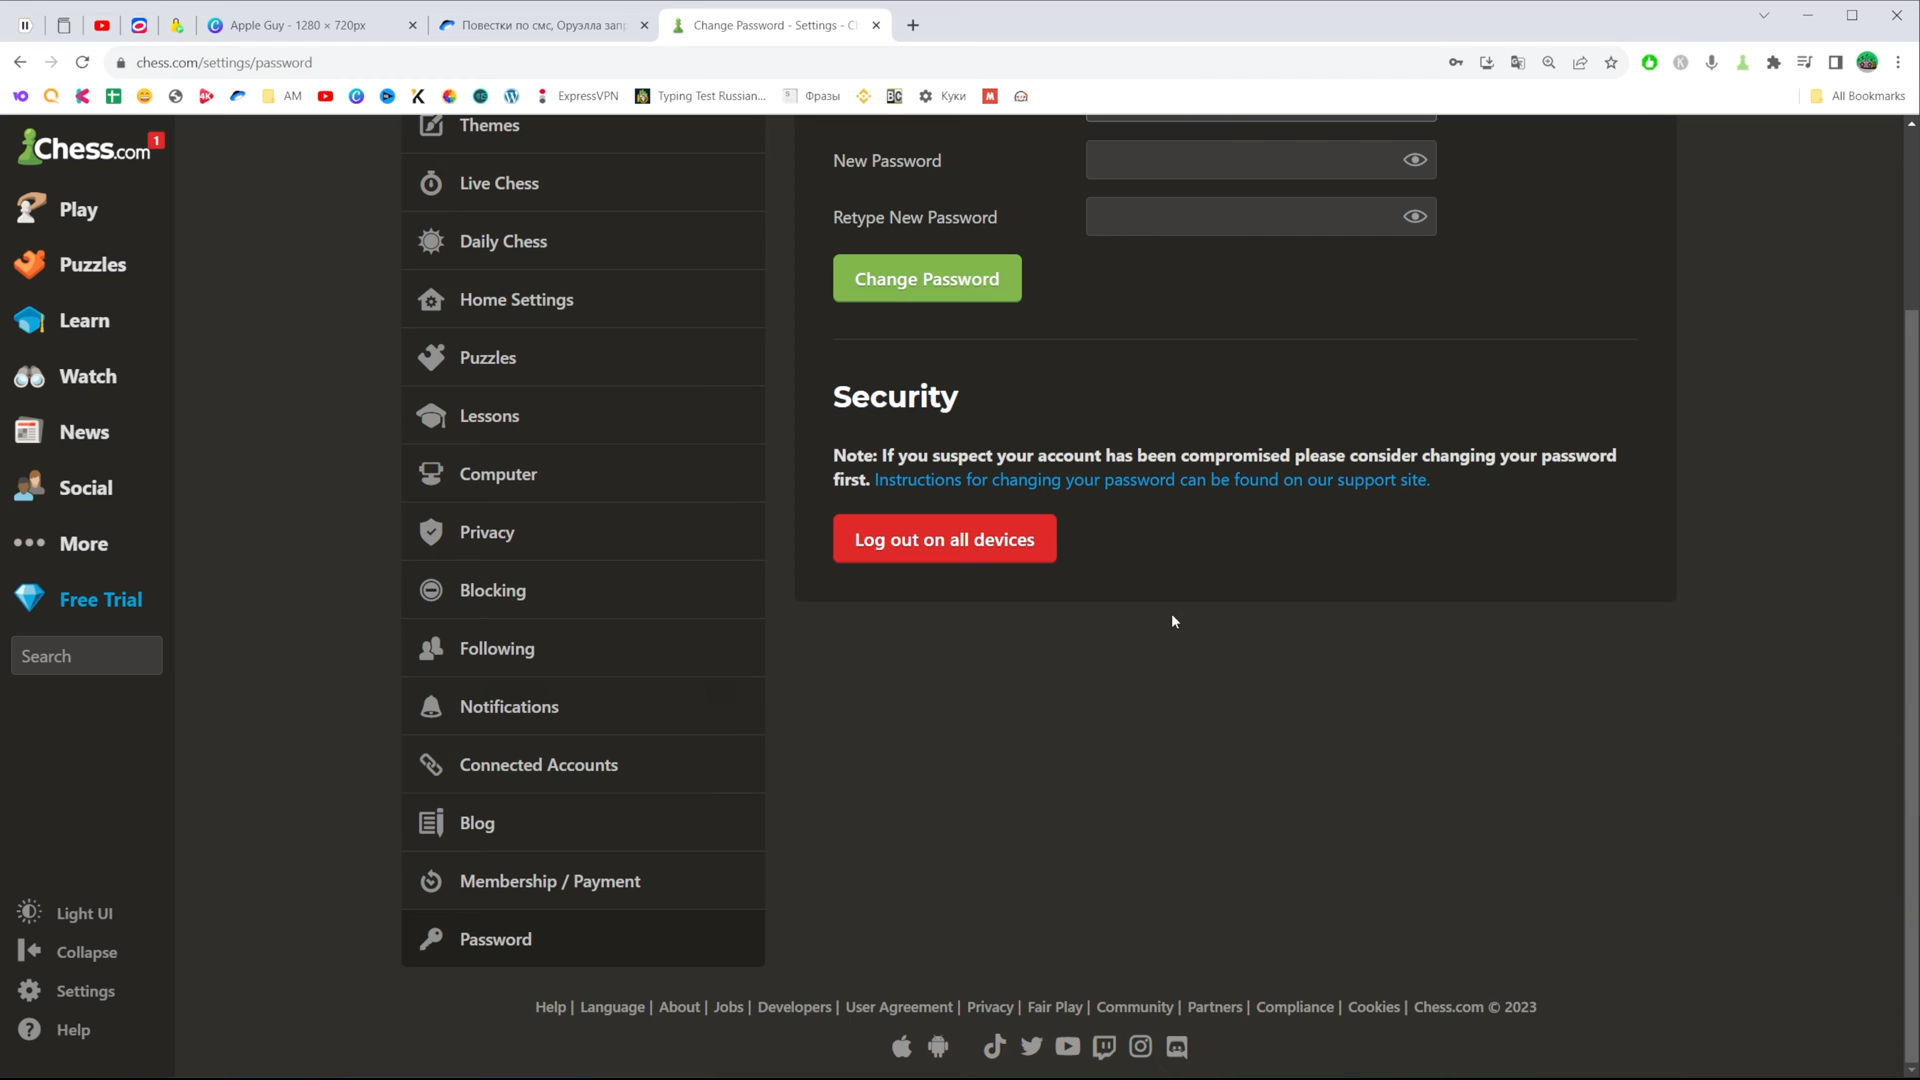 Apple Guy - 1280 × 720px
Повестки по смс, Оруэлла запр
Change Password - Settings - Cl
chess.com/settings/password
AM
ExpressVPN
Typing Test Russian...
Фразы
Куки
All Bookmarks
Chess.com
1
Play
Puzzles
Learn
Watch
News
Social
More
Free Trial
Search
Light UI
Collapse
Settings
Help
Themes
Live Chess
Daily Chess
Home Settings
Puzzles
Lessons
Computer
Privacy
Blocking
Following
Notifications
Connected Accounts
Blog
Membership / Payment
Password
New Password
Retype New Password
Change Password
Security
Note: If you suspect your account has been compromised please consider changing your password
first. Instructions for changing your password can be found on our support site.
Log out on all devices
Help | Language | About | Jobs | Developers | User Agreement | Privacy | Fair Play | Community | Partners | Compliance | Cookies | Chess.com © 2023